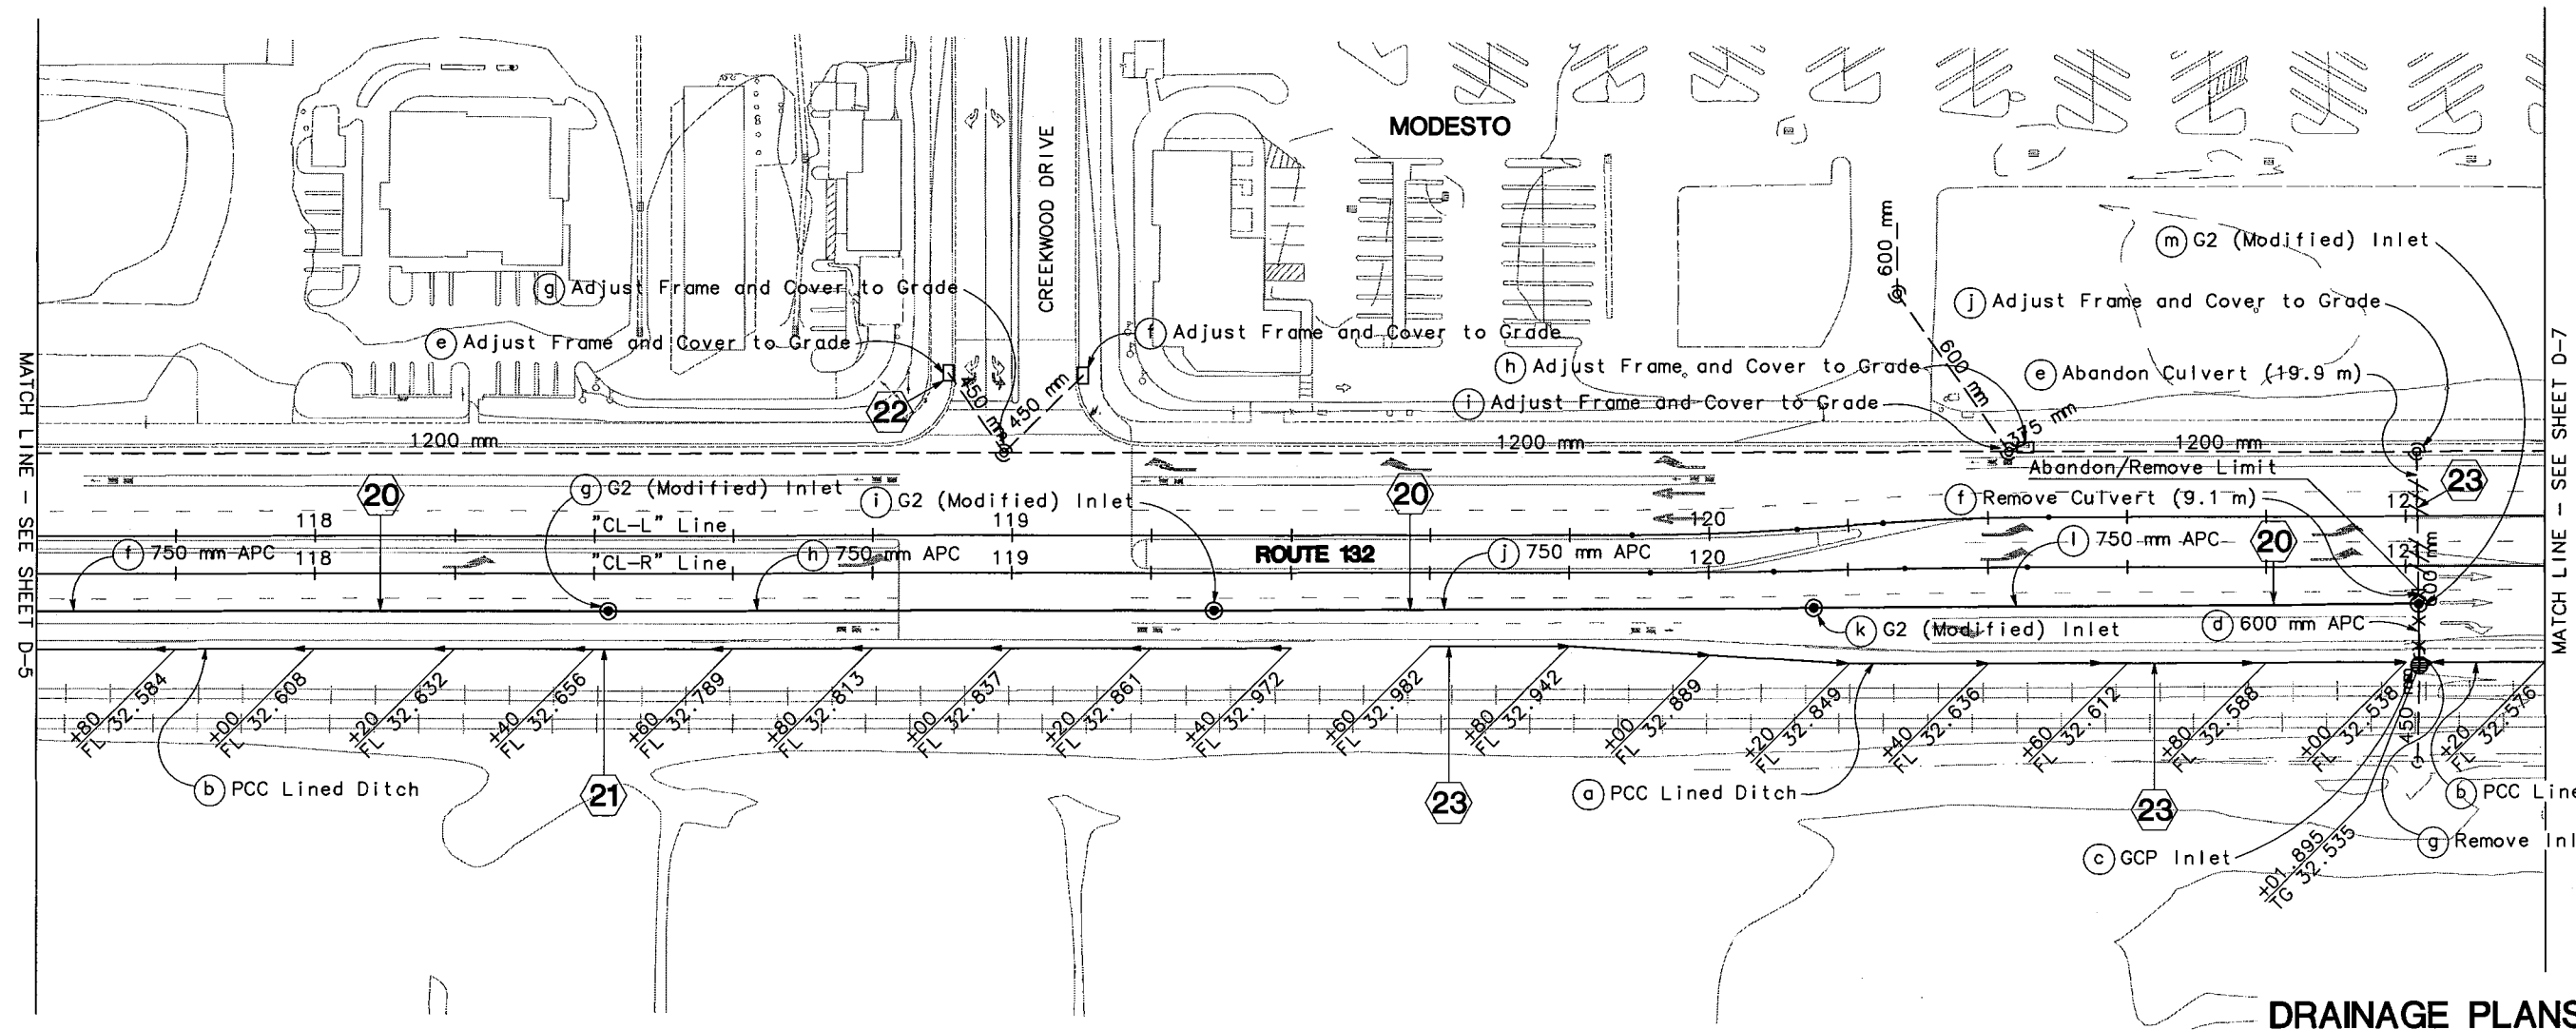 MODESTO
CREEKWOOD DRIVE
600 mm
m G2 (Modified) Inlet
g Adjust Frame and Cover to Grade
j Adjust Frame and Cover to Grade
e Adjust Frame and Cover to Grade
f Adjust Frame and Cover to Grade
h Adjust Frame and Cover to Grade
600 mm
e Abandon Culvert (19.9 m)
i Adjust Frame and Cover to Grade
22
450 mm
450 mm
375 mm
1200 mm
1200 mm
1200 mm
Abandon/Remove Limit
MATCH LINE - SEE SHEET D-5
MATCH LINE - SEE SHEET D-7
20
g G2 (Modified) Inlet
i G2 (Modified) Inlet
20
f Remove Culvert (9.1 m)
23
118
"CL-L" Line
119
120
121
f 750 mm APC
118
"CL-R" Line
h 750 mm APC
119
ROUTE 132
j 750 mm APC
120
l 750 mm APC
20
121
600 mm
k G2 (Modified) Inlet
d 600 mm APC
+80
FL 32.584
+00
FL 32.608
+20
FL 32.632
+40
FL 32.656
+60
FL 32.789
+80
FL 32.813
+00
FL 32.837
+20
FL 32.861
+40
FL 32.972
+60
FL 32.982
+80
FL 32.942
+00
FL 32.889
+20
FL 32.849
+40
FL 32.636
+60
FL 32.612
+80
FL 32.588
+00
FL 32.538
450 mm
+20
FL 32.576
b PCC Lined Ditch
21
23
a PCC Lined Ditch
23
b PCC Line
c GCP Inlet
+01.895
TG 32.535
g Remove Inl
DRAINAGE PLANS